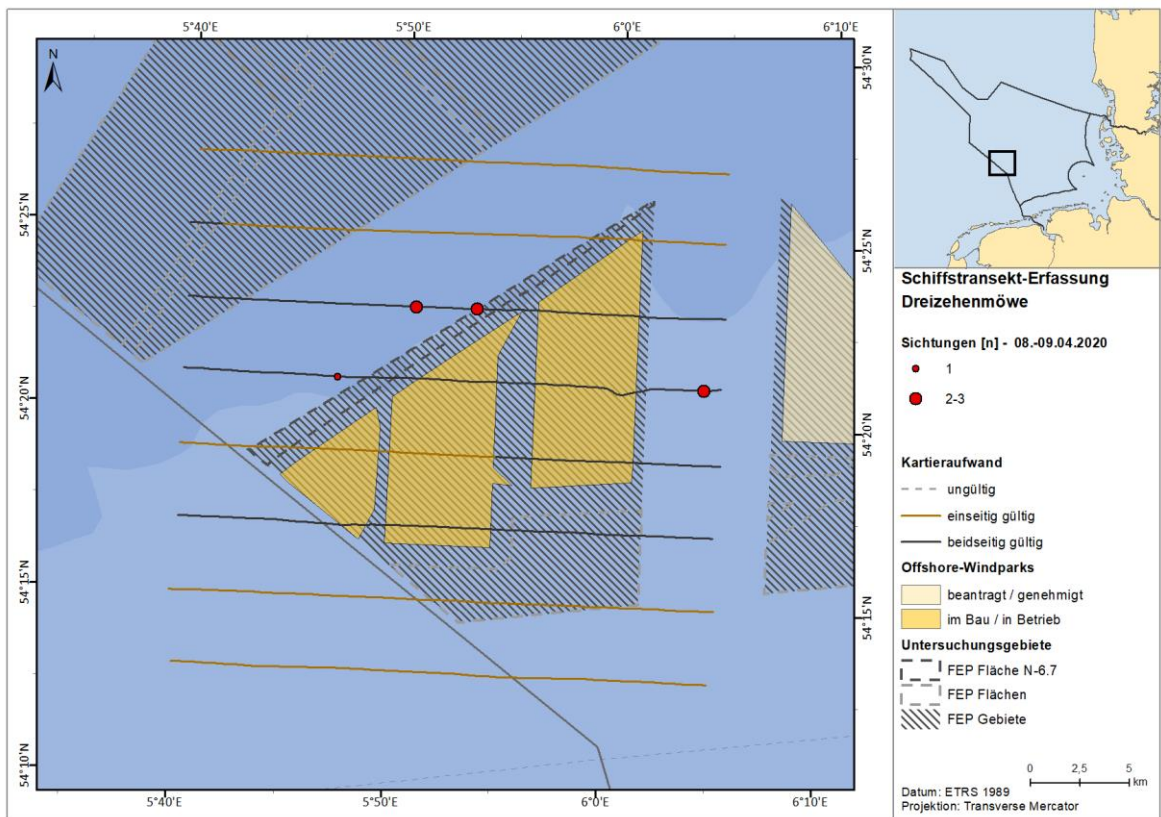 5°40'E 5°50'E 6°0'E 6°10'E
N
54°30'N
54°25'N
54°25'N
54°20'N
54°20'N
54°15'N
54°15'N
54°10'N
5°40'E 5°50'E 6°0'E 6°10'E
Schiffstransekt-Erfassung
Dreizehenmöwe
Sichtungen [n] - 08.-09.04.2020
1
2-3
Kartieraufwand
ungültig
einseitig gültig
beidseitig gültig
Offshore-Windparks
beantragt / genehmigt
im Bau / in Betrieb
Untersuchungsgebiete
FEP Fläche N-6.7
FEP Flächen
FEP Gebiete
0 2,5 5
km
Datum: ETRS 1989
Projektion: Transverse Mercator